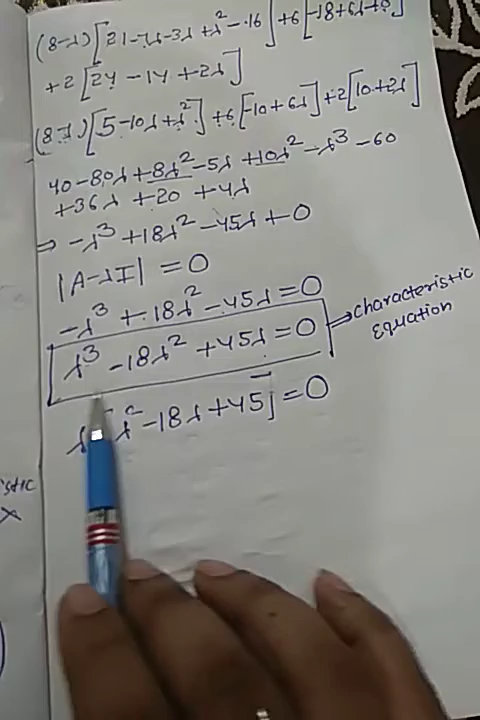 (8-λ)[21-7λ-3λ+λ²-16]+6[-18+6λ+8]
+2[24-14+2λ]
(8-λ)[5-10λ+λ²]+6[-10+6λ]+2[10+2λ]
40-80λ+8λ²-5λ+10λ²-λ³-60
+36λ+20+4λ
⇒ -λ³+18λ²-45λ+0
|A-λI|=0
-λ³+18λ²-45λ=0
λ³-18λ²+45λ=0 ⇒ characteristic Equation
λ[λ²-18λ+45]=0